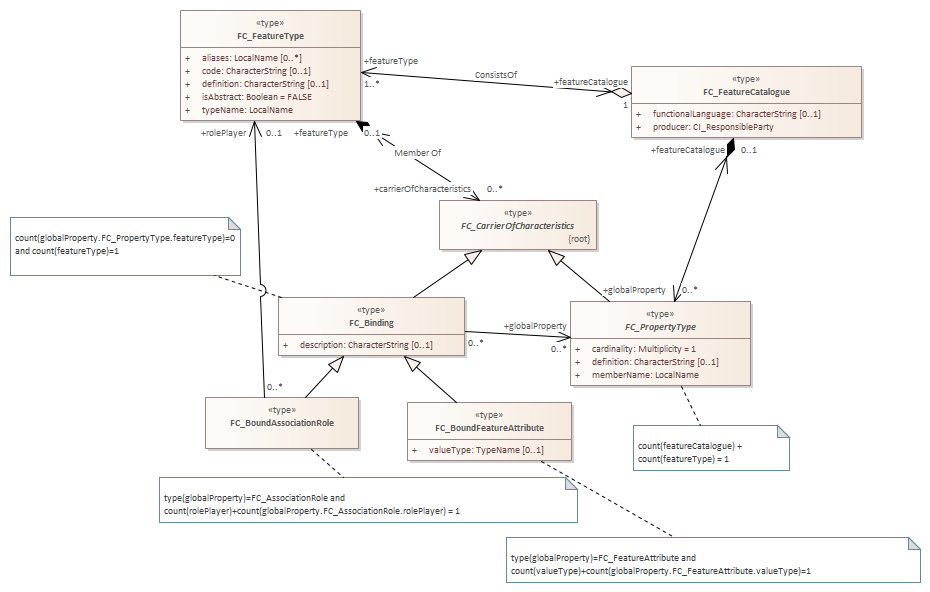 «type»
FC_FeatureType
+ aliases: LocalName [0..*]
+ code: CharacterString [0..1]
+ definition: CharacterString [0..1]
+ isAbstract: Boolean = FALSE
+ typeName: LocalName
+featureType
1..*
ConsistsOf
+featureCatalogue
1
«type»
FC_FeatureCatalogue
+ functionalLanguage: CharacterString [0..1]
+ producer: CI_ResponsibleParty
+rolePlayer
0..1
+featureType
0..1
Member Of
+featureCatalogue
0..1
+carrierOfCharacteristics
0..*
«type»
FC_CarrierOfCharacteristics
{root}
count(globalProperty.FC_PropertyType.featureType)=0
and count(featureType)=1
+globalProperty
0..*
«type»
FC_Binding
+ description: CharacterString [0..1]
+globalProperty
0..*
0..*
«type»
FC_PropertyType
+ cardinality: Multiplicity = 1
+ definition: CharacterString [0..1]
+ memberName: LocalName
0..*
«type»
FC_BoundAssociationRole
«type»
FC_BoundFeatureAttribute
+ valueType: TypeName [0..1]
count(featureCatalogue) +
count(featureType) = 1
type(globalProperty)=FC_AssociationRole and
count(rolePlayer)+count(globalProperty.FC_AssociationRole.rolePlayer) = 1
type(globalProperty)=FC_FeatureAttribute and
count(valueType)+count(globalProperty.FC_FeatureAttribute.valueType)=1